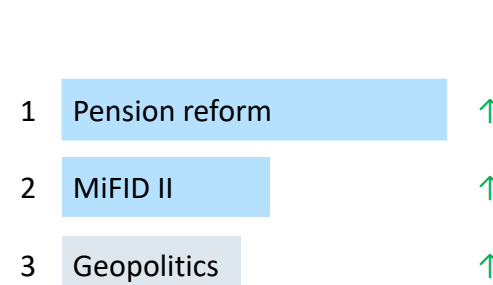 1 Pension reform ↑
2 MiFID II ↑
3 Geopolitics ↑